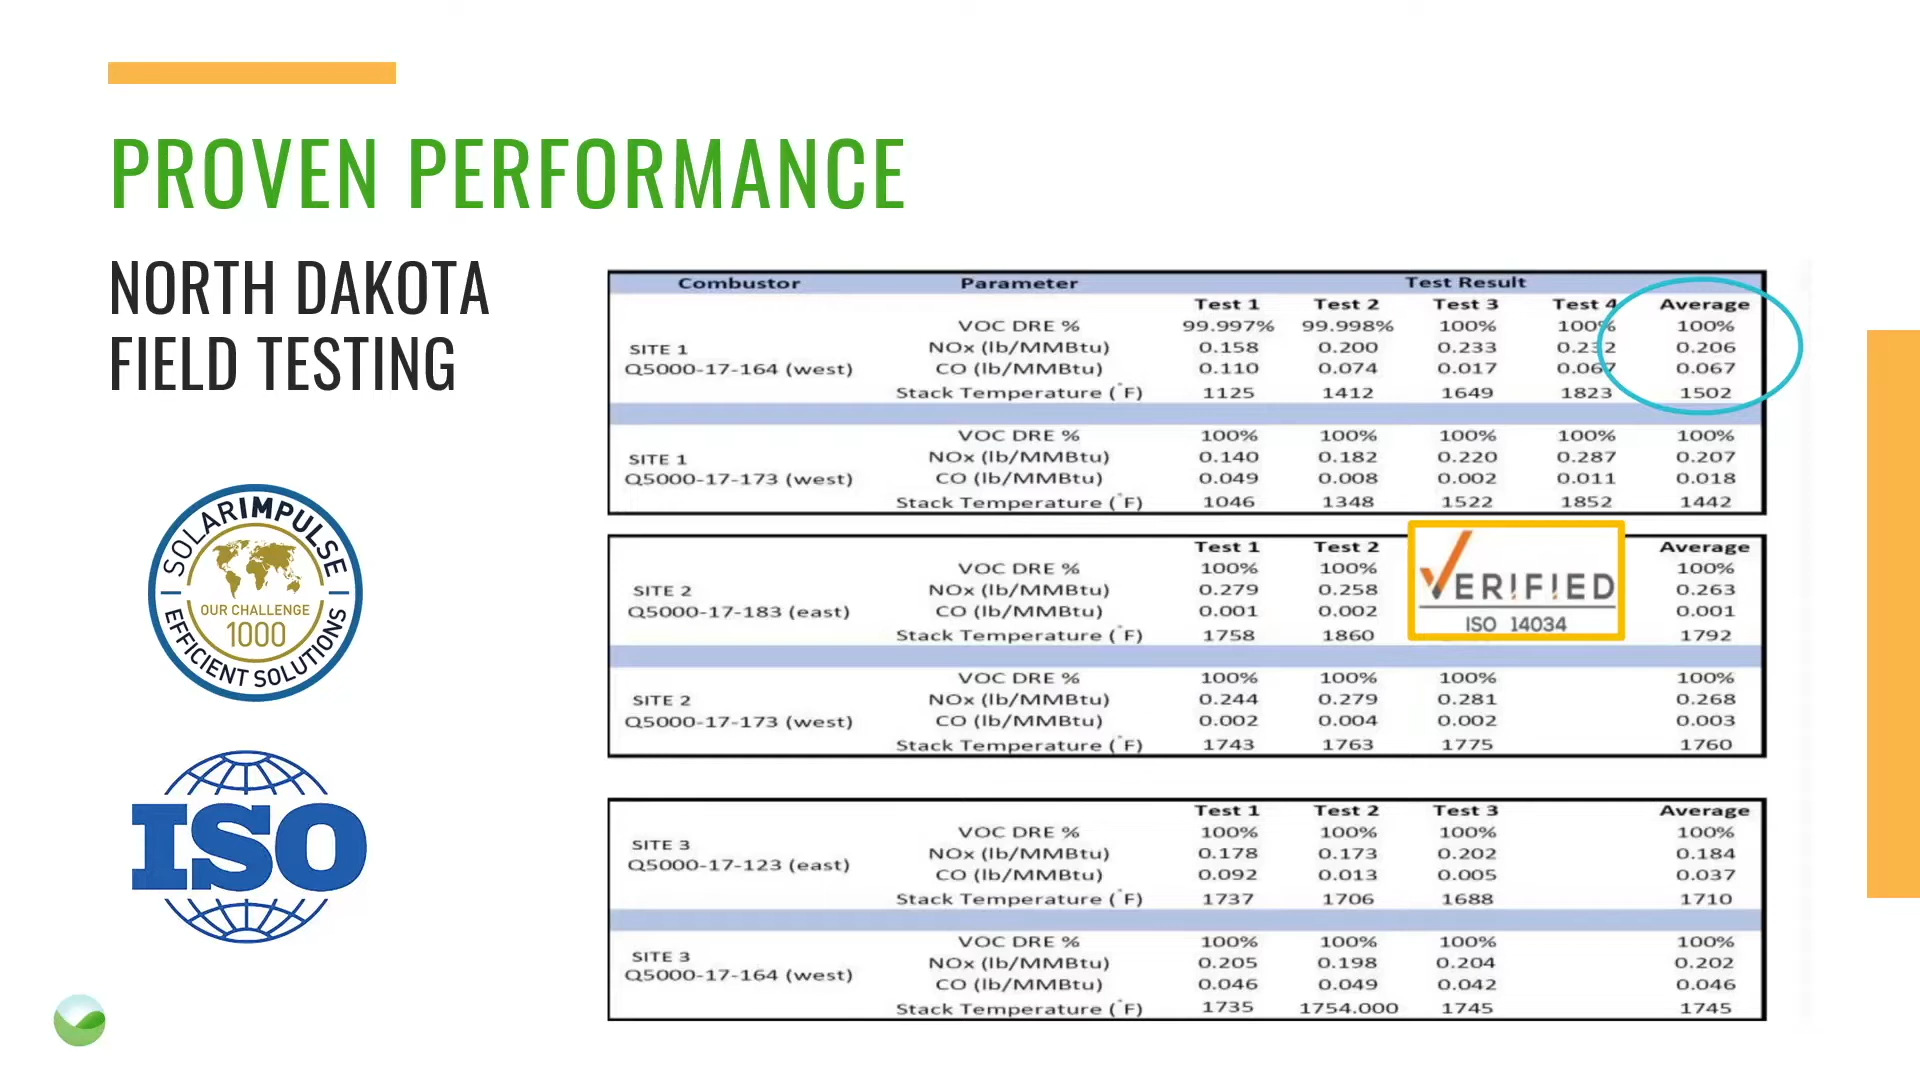 PROVEN PERFORMANCE
NORTH DAKOTA
FIELD TESTING
SOLARIMPULSE
OUR CHALLENGE
1000
EFFICIENT SOLUTIONS
ISO
Combustor Parameter Test Result
Test 1 Test 2 Test 3 Test 4 Average
VOC DRE % 99.997% 99.998% 100% 100% 100%
SITE 1 NOx (lb/MMBtu) 0.158 0.200 0.233 0.232 0.206
Q5000-17-164 (west) CO (lb/MMBtu) 0.110 0.074 0.017 0.067 0.067
Stack Temperature (°F) 1125 1412 1649 1823 1502
VOC DRE % 100% 100% 100% 100% 100%
SITE 1 NOx (lb/MMBtu) 0.140 0.182 0.220 0.287 0.207
Q5000-17-173 (west) CO (lb/MMBtu) 0.049 0.008 0.002 0.011 0.018
Stack Temperature (°F) 1046 1348 1522 1852 1442
Test 1 Test 2 Average
VOC DRE % 100% 100% 100%
SITE 2 NOx (lb/MMBtu) 0.279 0.258 0.263
Q5000-17-183 (east) CO (lb/MMBtu) 0.001 0.002 0.001
Stack Temperature (°F) 1758 1860 1792
VERIFIED
ISO 14034
VOC DRE % 100% 100% 100% 100%
SITE 2 NOx (lb/MMBtu) 0.244 0.279 0.281 0.268
Q5000-17-173 (west) CO (lb/MMBtu) 0.002 0.004 0.002 0.003
Stack Temperature (°F) 1743 1763 1775 1760
Test 1 Test 2 Test 3 Average
VOC DRE % 100% 100% 100% 100%
SITE 3 NOx (lb/MMBtu) 0.178 0.173 0.202 0.184
Q5000-17-123 (east) CO (lb/MMBtu) 0.092 0.013 0.005 0.037
Stack Temperature (°F) 1737 1706 1688 1710
VOC DRE % 100% 100% 100% 100%
SITE 3 NOx (lb/MMBtu) 0.205 0.198 0.204 0.202
Q5000-17-164 (west) CO (lb/MMBtu) 0.046 0.049 0.042 0.046
Stack Temperature (°F) 1735 1754.000 1745 1745